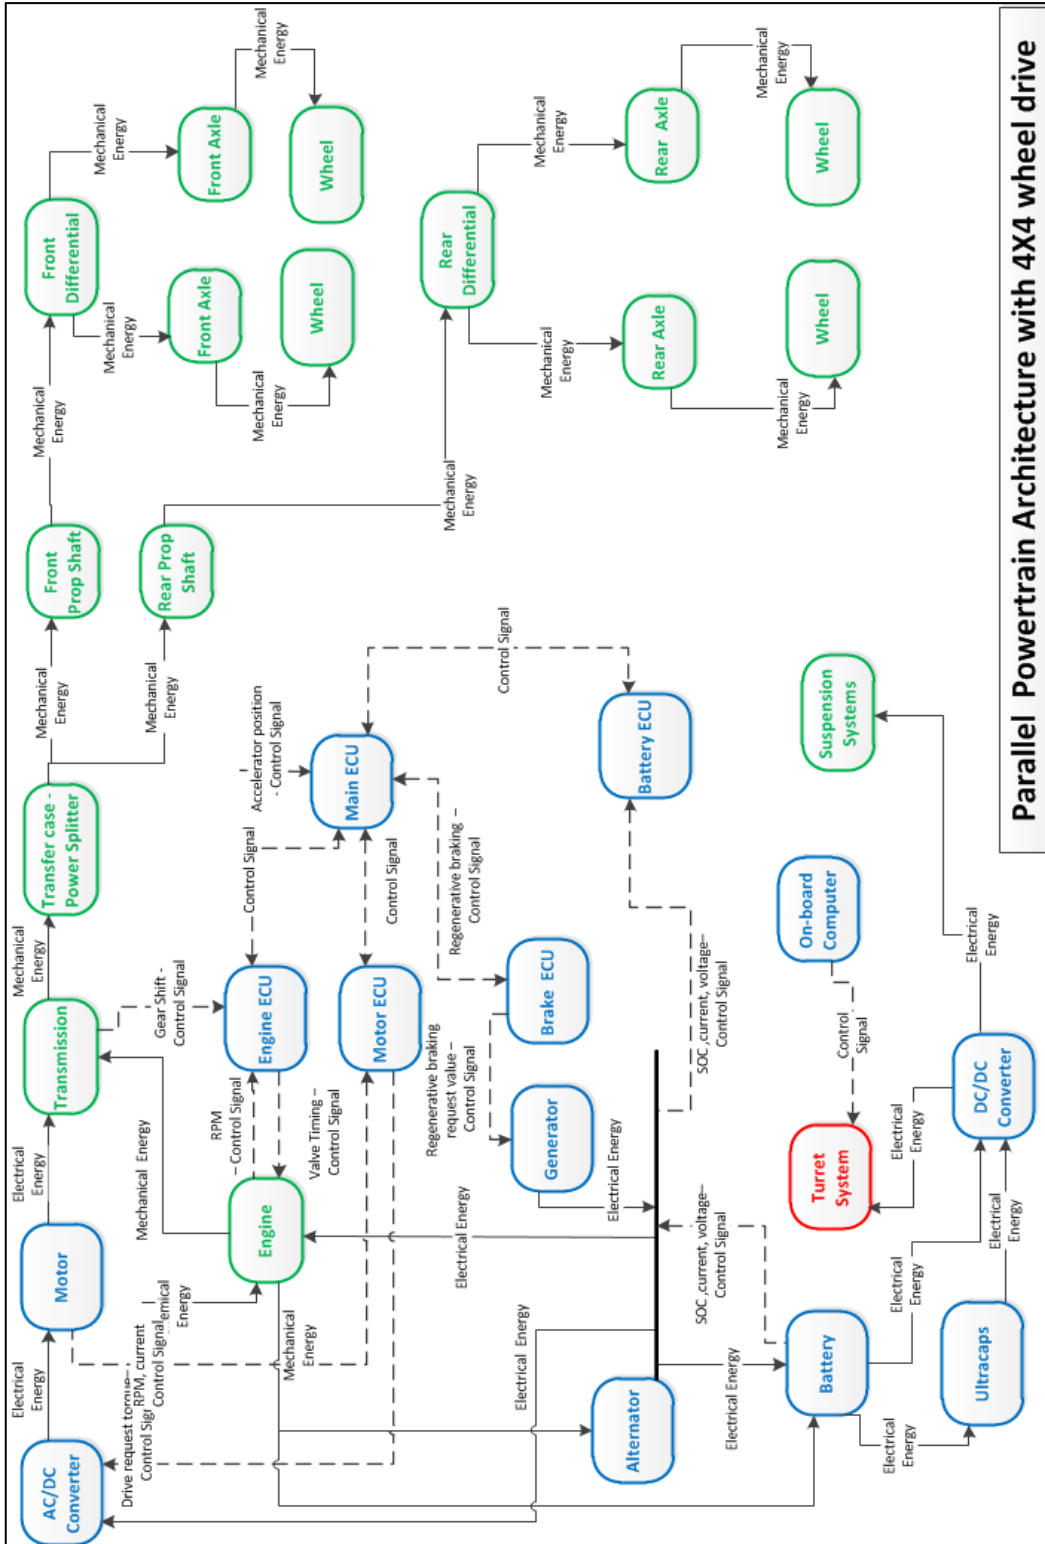 Parallel Powertrain Architecture with 4X4 wheel drive
AC/DC
Converter
Electrical
Energy
Motor
Electrical
Energy
Transmission
Mechanical
Energy
Transfer case -
Power Splitter
Mechanical
Energy
Front
Prop Shaft
Mechanical
Energy
Front
Differential
Mechanical
Energy
Front Axle
Mechanical
Energy
Wheel
Mechanical
Energy
Front Axle
Mechanical
Energy
Wheel
Mechanical
Energy
Rear Prop
Shaft
Mechanical
Energy
Rear
Differential
Mechanical
Energy
Rear Axle
Mechanical
Energy
Wheel
Mechanical
Energy
Rear Axle
Mechanical
Energy
Wheel
Drive request torque–
Control
RPM, current
Control Signal
Energy
Mechanical Energy
Engine
RPM
– Control Signal
Valve Timing –
Control Signal
Gear Shift -
Control Signal
Engine ECU
Control Signal
Accelerator position
- Control Signal
Main ECU
Motor ECU
Control Signal
Regenerative braking –
Control Signal
Control Signal
Battery ECU
Brake ECU
Regenerative braking
request value –
Control Signal
Generator
Electrical Energy
Mechanical
Energy
Electrical Energy
Electrical Energy
Alternator
SOC ,current, voltage–
Control Signal
SOC ,current, voltage–
Control Signal
Electrical Energy
Battery
Electrical
Energy
Electrical
Energy
Ultracaps
Electrical
Energy
DC/DC
Converter
Electrical
Energy
Turret
System
Control
Signal
On-board
Computer
Electrical
Energy
Suspension
Systems